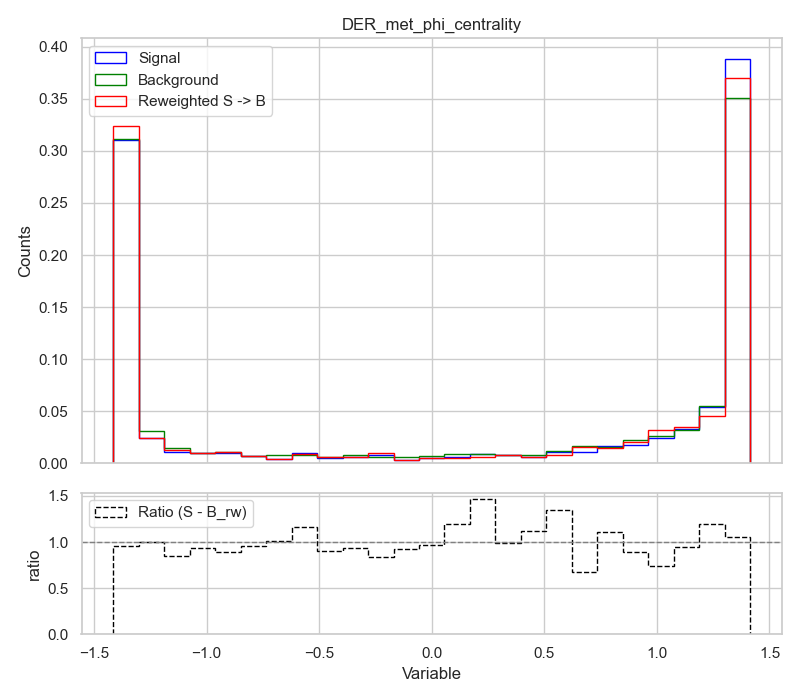 DER_met_phi_centrality
Signal
Background
Reweighted S -> B
Counts
0.40
0.35
0.30
0.25
0.20
0.15
0.10
0.05
0.00
Ratio (S - B_rw)
ratio
1.5
1.0
0.5
0.0
−1.5 −1.0 −0.5 0.0 0.5 1.0 1.5
Variable